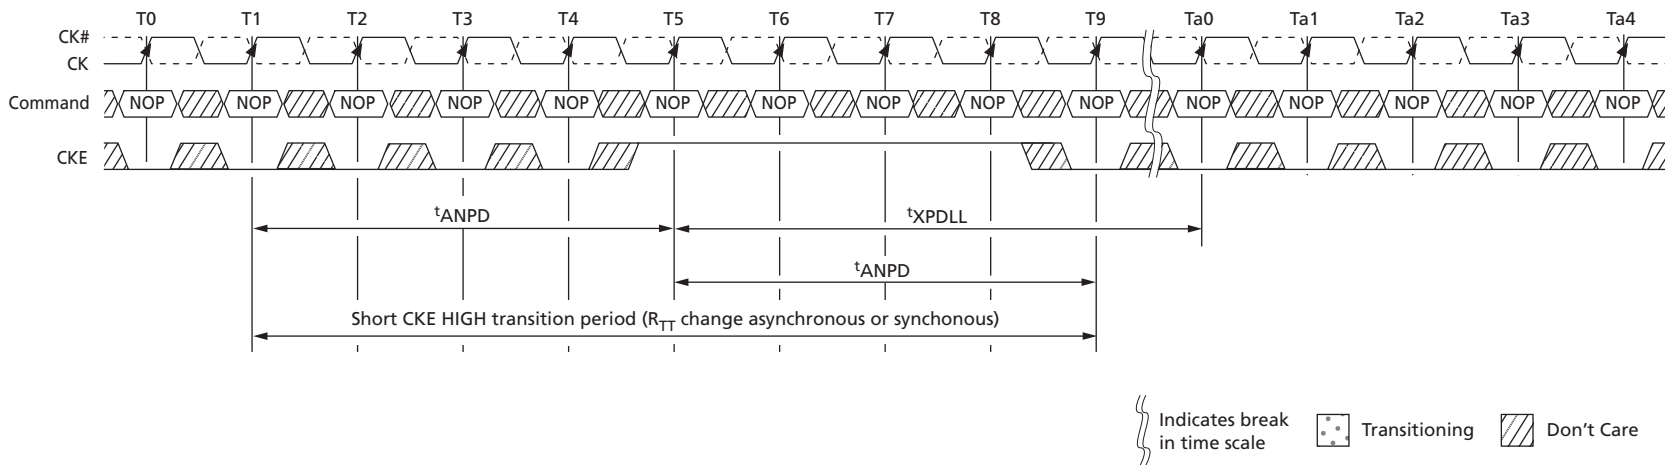 T0 T1 T2 T3 T4 T5 T6 T7 T8 T9 Ta0 Ta1 Ta2 Ta3 Ta4
CK#
CK
Command NOP NOP NOP NOP NOP NOP NOP NOP NOP NOP NOP NOP NOP NOP NOP
CKE
tANPD tXPDLL
tANPD
Short CKE HIGH transition period (RTT change asynchronous or synchonous)
Indicates break
in time scale
Transitioning
Don't Care